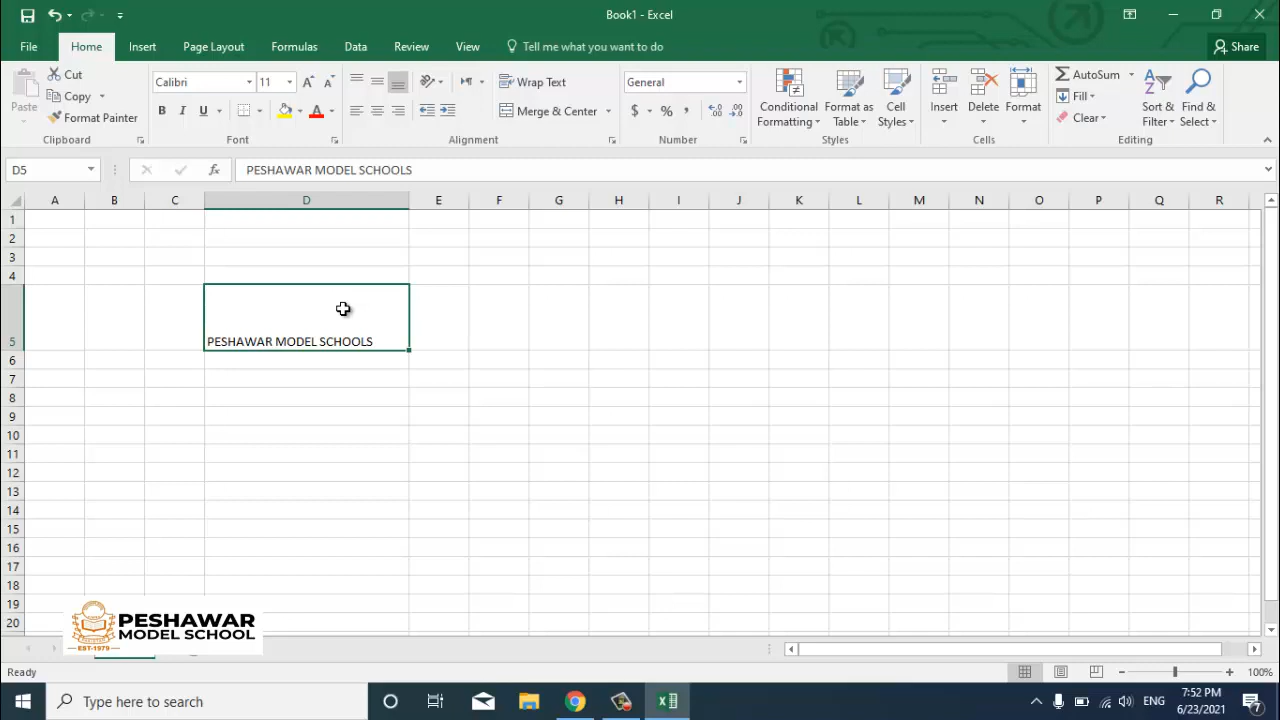 Book1 - Excel
File Home Insert Page Layout Formulas Data Review View Tell me what you want to do Share
Paste Cut Copy Format Painter Clipboard
Calibri 11 A A B I U A Font
Wrap Text Merge & Center Alignment
General $ % , Number
Conditional Formatting Format as Table Cell Styles Styles
Insert Delete Format Cells
AutoSum Fill Clear Sort & Filter Find & Select Editing
D5 fx PESHAWAR MODEL SCHOOLS
A B C D E F G H I J K L M N O P Q R
1
2
3
4
5 PESHAWAR MODEL SCHOOLS
6
7
8
9
10
11
12
13
14
15
16
17
18
19
20
PESHAWAR
MODEL SCHOOL
EST-1979
Ready 100%
Type here to search ENG 7:52 PM
6/23/2021 7